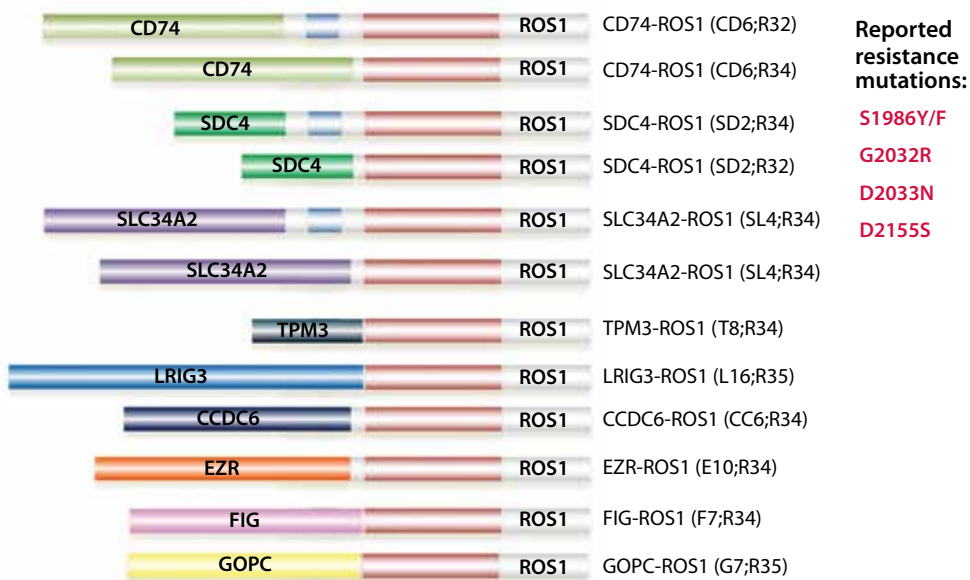 CD74 ROS1 CD74-ROS1 (CD6;R32)
CD74 ROS1 CD74-ROS1 (CD6;R34)
SDC4 ROS1 SDC4-ROS1 (SD2;R34)
SDC4 ROS1 SDC4-ROS1 (SD2;R32)
SLC34A2 ROS1 SLC34A2-ROS1 (SL4;R34)
SLC34A2 ROS1 SLC34A2-ROS1 (SL4;R34)
TPM3 ROS1 TPM3-ROS1 (T8;R34)
LRIG3 ROS1 LRIG3-ROS1 (L16;R35)
CCDC6 ROS1 CCDC6-ROS1 (CC6;R34)
EZR ROS1 EZR-ROS1 (E10;R34)
FIG ROS1 FIG-ROS1 (F7;R34)
GOPC ROS1 GOPC-ROS1 (G7;R35)
Reported
resistance
mutations:
S1986Y/F
G2032R
D2033N
D2155S